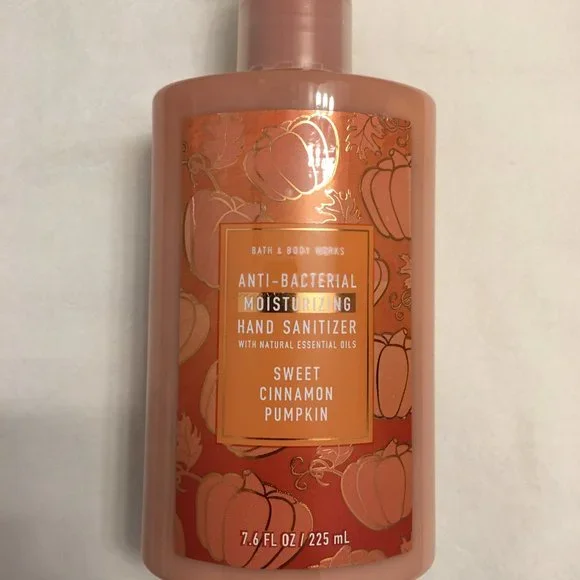 BATH & BODY WORKS
ANTI-BACTERIAL
MOISTURIZING
HAND SANITIZER
WITH NATURAL ESSENTIAL OILS
SWEET
CINNAMON
PUMPKIN
7.6 FL OZ / 225 mL